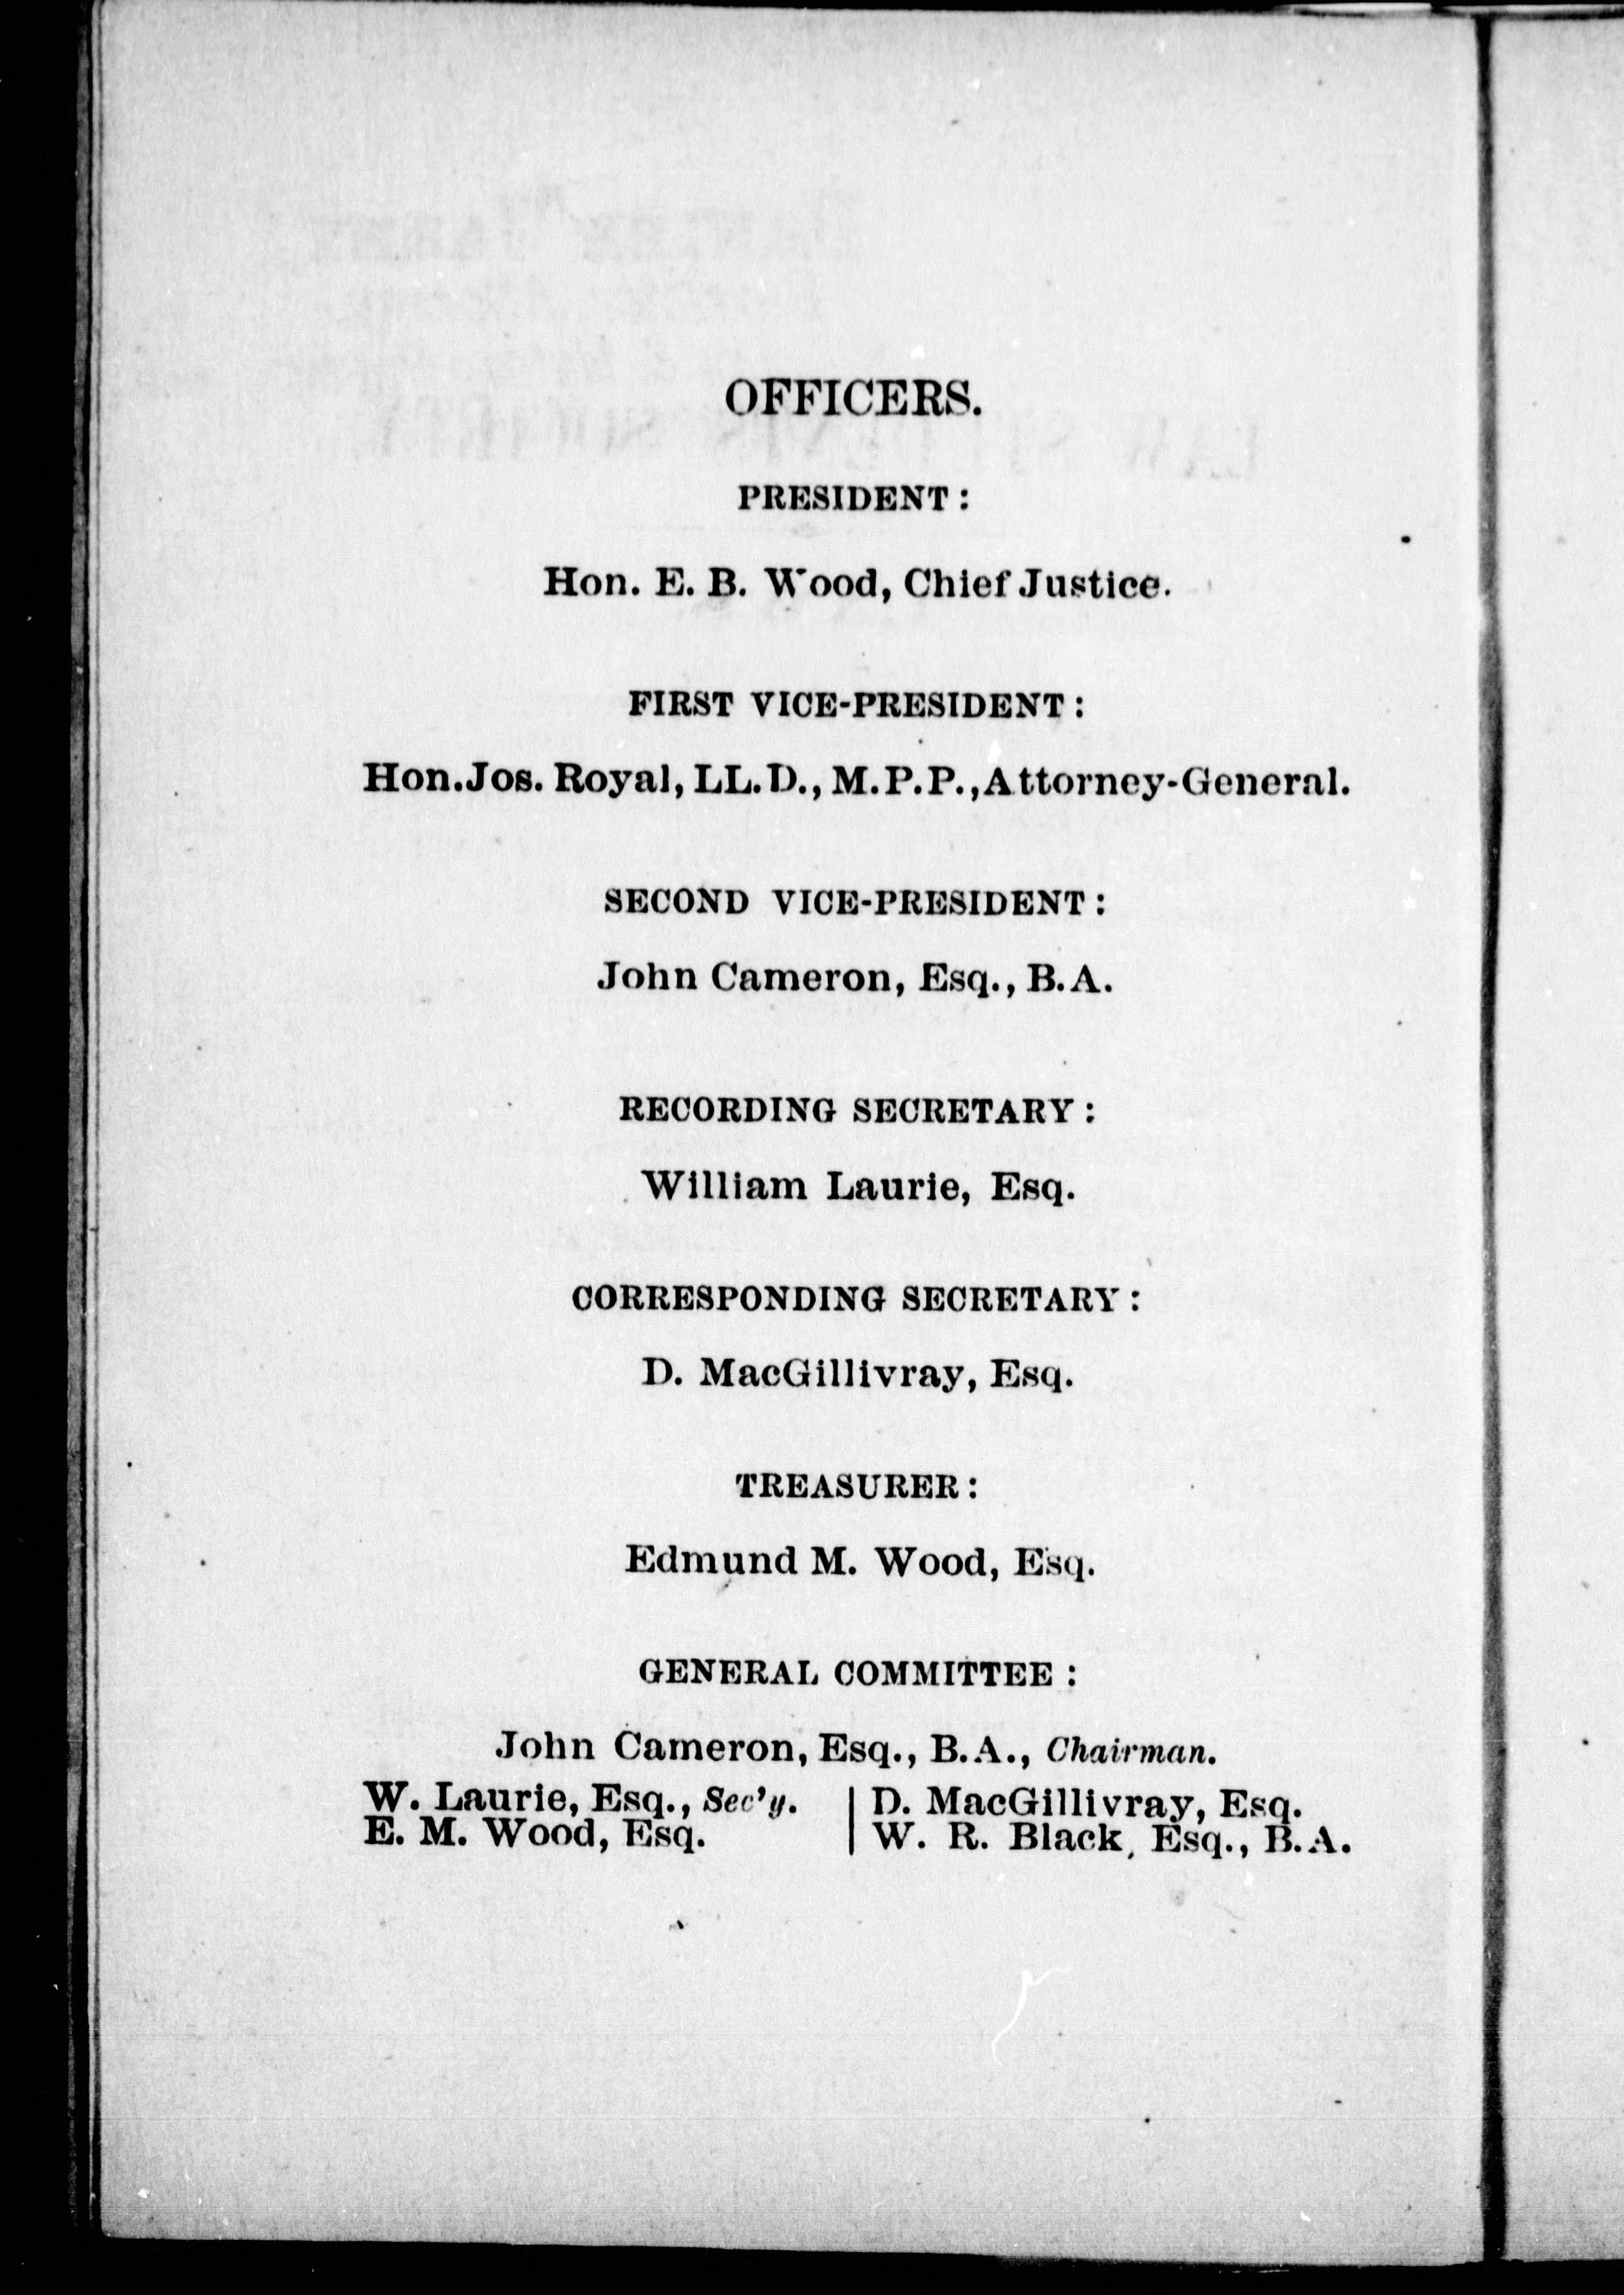 OFFICERS.
PRESIDENT:
Hon. E. B. Wood, Chief Justice.
FIRST VICE-PRESIDENT:
Hon. Jos. Royal, LL.D., M.P.P., Attorney-General.
SECOND VICE-PRESIDENT:
John Cameron, Esq., B.A.
RECORDING SECRETARY:
William Laurie, Esq.
CORRESPONDING SECRETARY:
D. MacGillivray, Esq.
TREASURER:
Edmund M. Wood, Esq.
GENERAL COMMITTEE:
John Cameron, Esq., B.A., Chairman.
W. Laurie, Esq., Sec'y.
E. M. Wood, Esq.
D. MacGillivray, Esq.
W. R. Black, Esq., B.A.